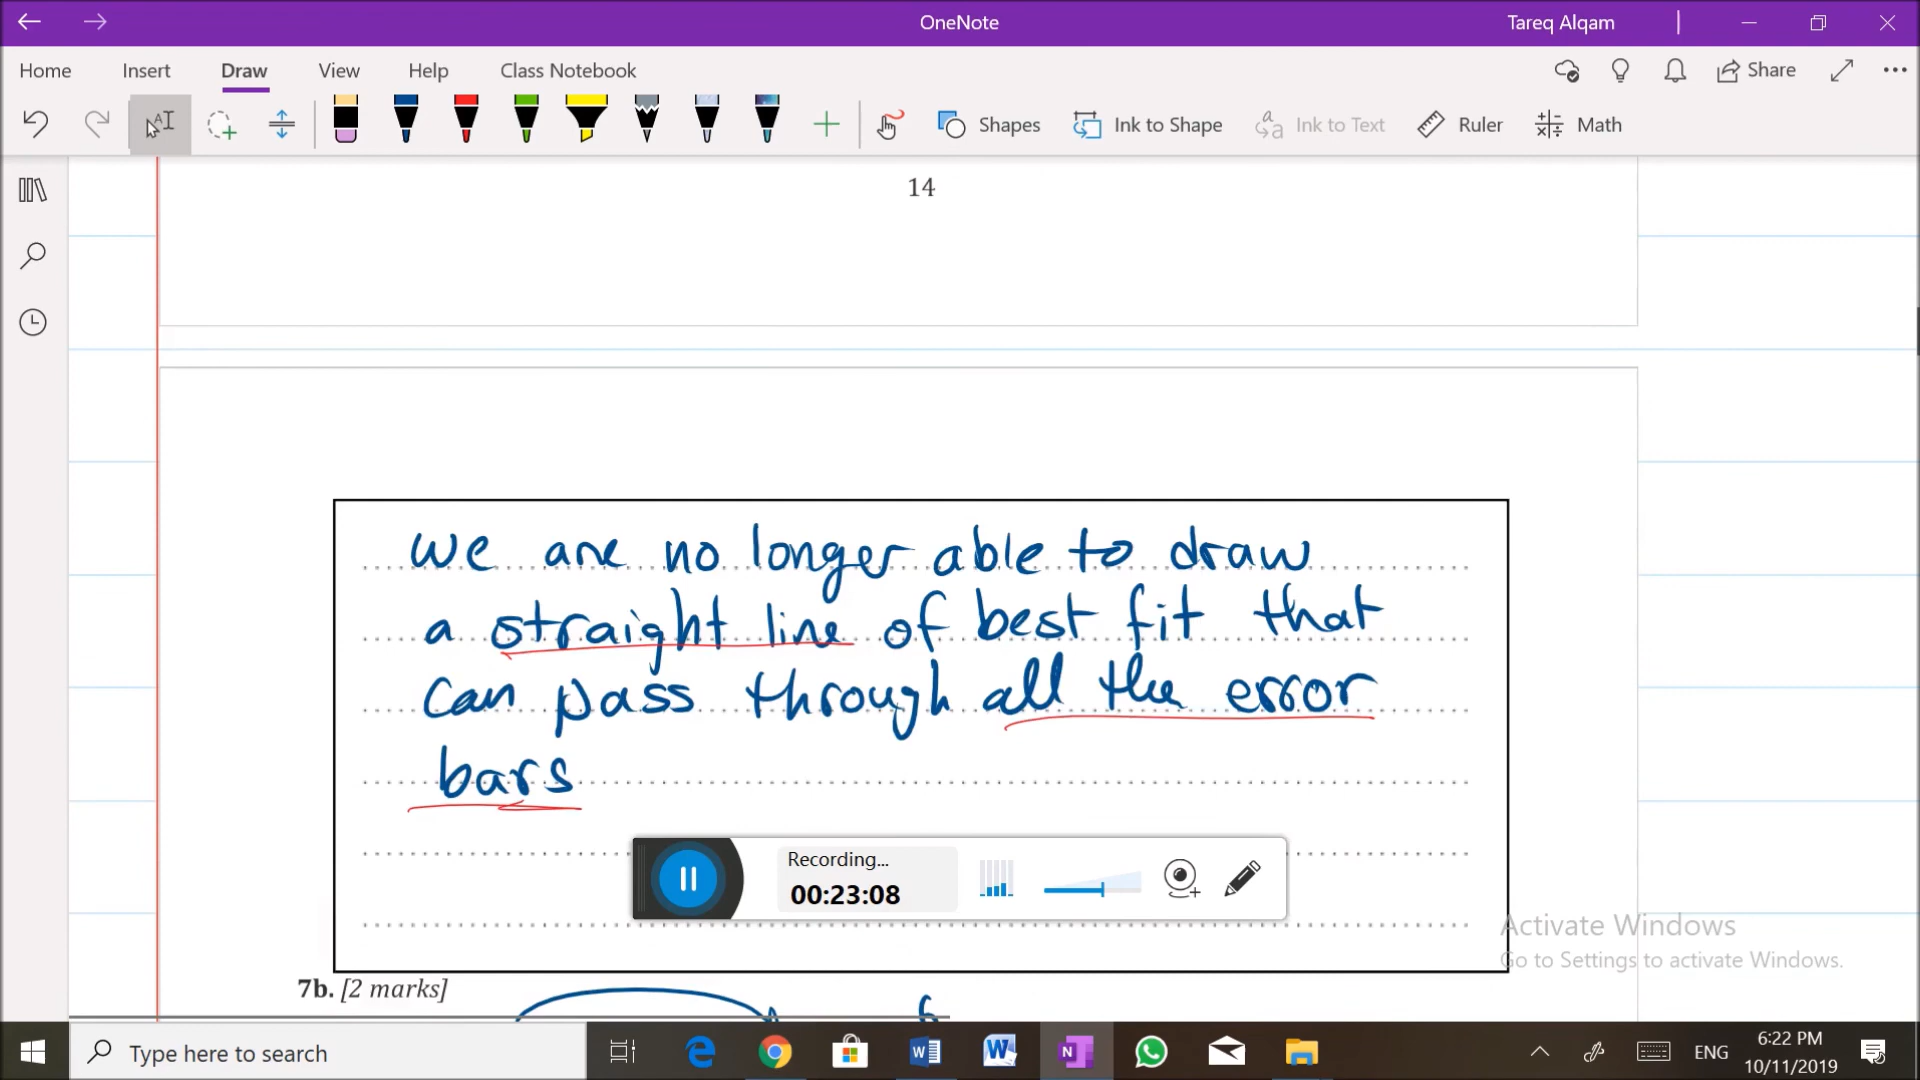 OneNote
Tareq Alqam
Home Insert Draw View Help Class Notebook
Share
Shapes Ink to Shape Ink to Text Ruler Math
14
we are no longer able to draw
a straight line of best fit that
can pass through all the error
bars
Recording...
00:23:08
Activate Windows
Go to Settings to activate Windows.
7b. [2 marks]
Type here to search
ENG
6:22 PM
10/11/2019